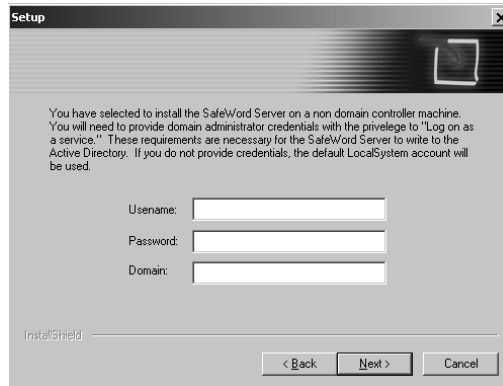 Setup
You have selected to install the SafeWord Server on a non domain controller machine.
You will need to provide domain administrator credentials with the privelege to "Log on as
a service." These requirements are necessary for the SafeWord Server to write to the
Active Directory. If you do not provide credentials, the default LocalSystem account will
be used.
Usename:
Password:
Domain:
InstallShield
< Back Next > Cancel